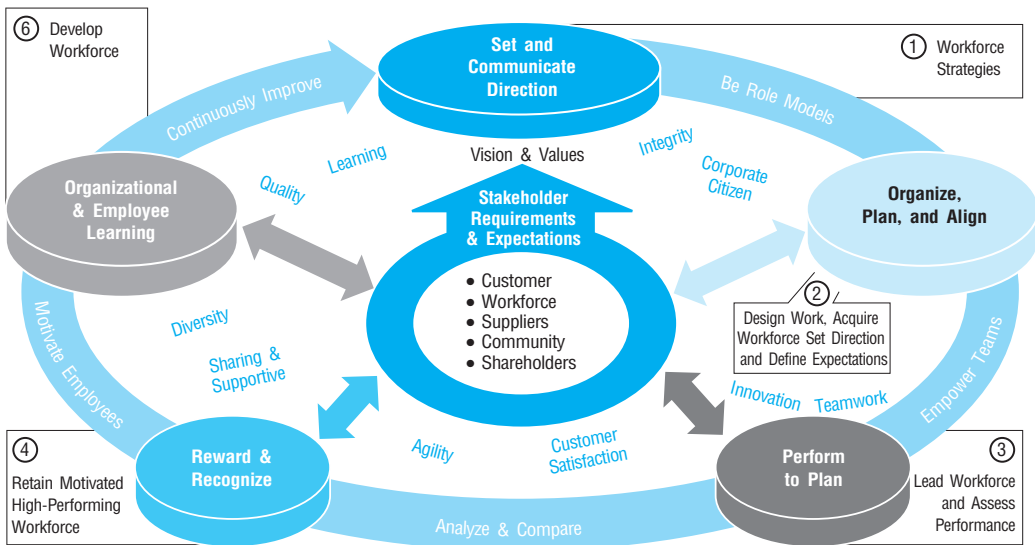 6 Develop
Workforce
Set and
Communicate
Direction
1 Workforce
Strategies
Continuously Improve
Be Role Models
Learning
Quality
Vision & Values
Integrity
Corporate
Citizen
Organizational
& Employee
Learning
Stakeholder
Requirements
& Expectations
Organize,
Plan, and Align
• Customer
• Workforce
• Suppliers
• Community
• Shareholders
2
Design Work, Acquire
Workforce Set Direction
and Define Expectations
Motivate Employees
Diversity
Sharing &
Supportive
Empower Teams
Innovation Teamwork
Agility
Customer
Satisfaction
4
Retain Motivated
High-Performing
Workforce
Reward &
Recognize
Perform
to Plan
3
Lead Workforce
and Assess
Performance
Analyze & Compare